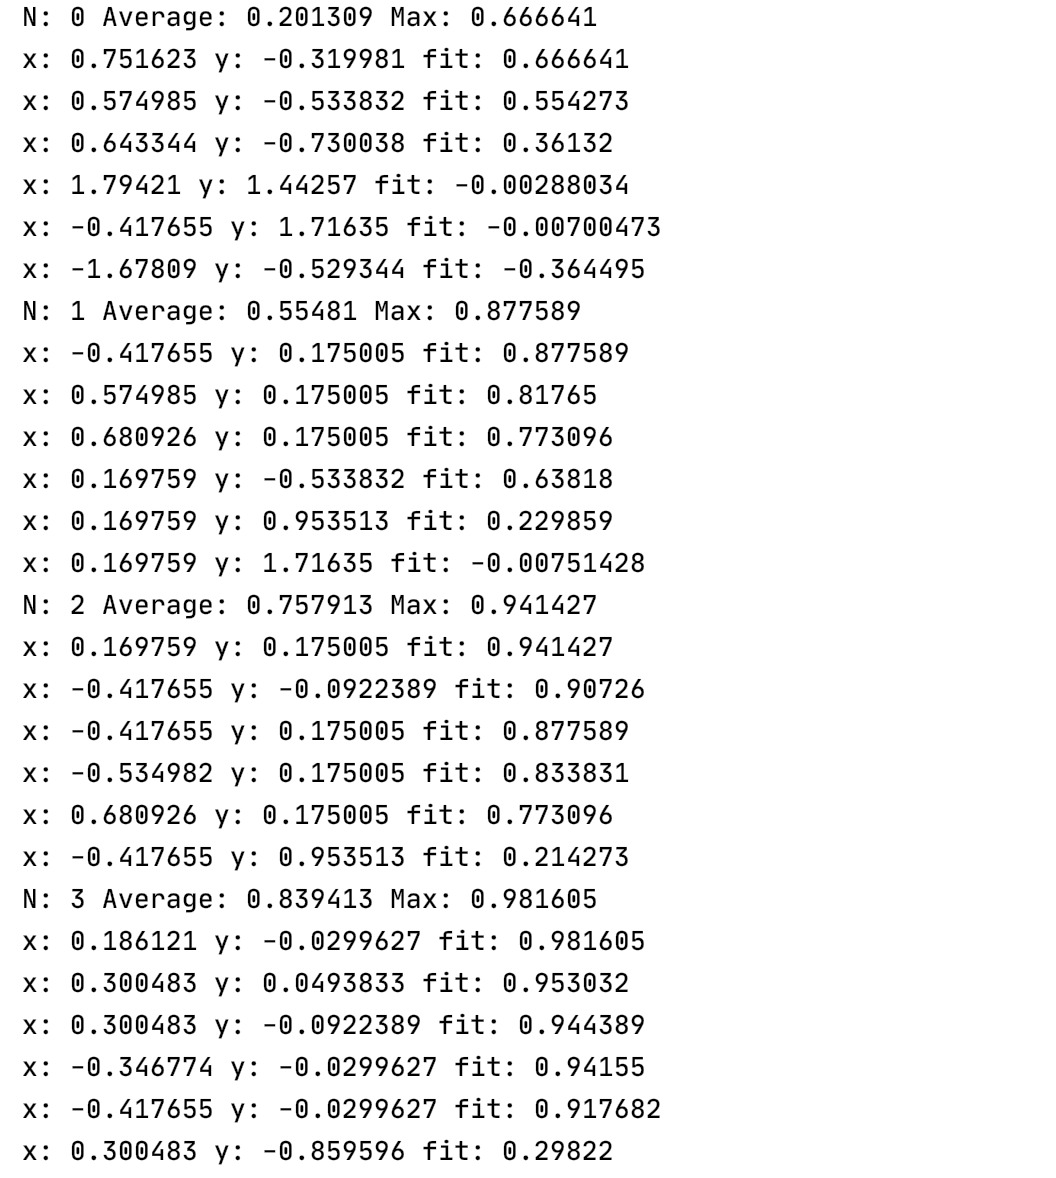 N: 0 Average: 0.201309 Max: 0.666641
x: 0.751623 y: -0.319981 fit: 0.666641
x: 0.574985 y: -0.533832 fit: 0.554273
x: 0.643344 y: -0.730038 fit: 0.36132
x: 1.79421 y: 1.44257 fit: -0.00288034
x: -0.417655 y: 1.71635 fit: -0.00700473
x: -1.67809 y: -0.529344 fit: -0.364495
N: 1 Average: 0.55481 Max: 0.877589
x: -0.417655 y: 0.175005 fit: 0.877589
x: 0.574985 y: 0.175005 fit: 0.81765
x: 0.680926 y: 0.175005 fit: 0.773096
x: 0.169759 y: -0.533832 fit: 0.63818
x: 0.169759 y: 0.953513 fit: 0.229859
x: 0.169759 y: 1.71635 fit: -0.00751428
N: 2 Average: 0.757913 Max: 0.941427
x: 0.169759 y: 0.175005 fit: 0.941427
x: -0.417655 y: -0.0922389 fit: 0.90726
x: -0.417655 y: 0.175005 fit: 0.877589
x: -0.534982 y: 0.175005 fit: 0.833831
x: 0.680926 y: 0.175005 fit: 0.773096
x: -0.417655 y: 0.953513 fit: 0.214273
N: 3 Average: 0.839413 Max: 0.981605
x: 0.186121 y: -0.0299627 fit: 0.981605
x: 0.300483 y: 0.0493833 fit: 0.953032
x: 0.300483 y: -0.0922389 fit: 0.944389
x: -0.346774 y: -0.0299627 fit: 0.94155
x: -0.417655 y: -0.0299627 fit: 0.917682
x: 0.300483 y: -0.859596 fit: 0.29822